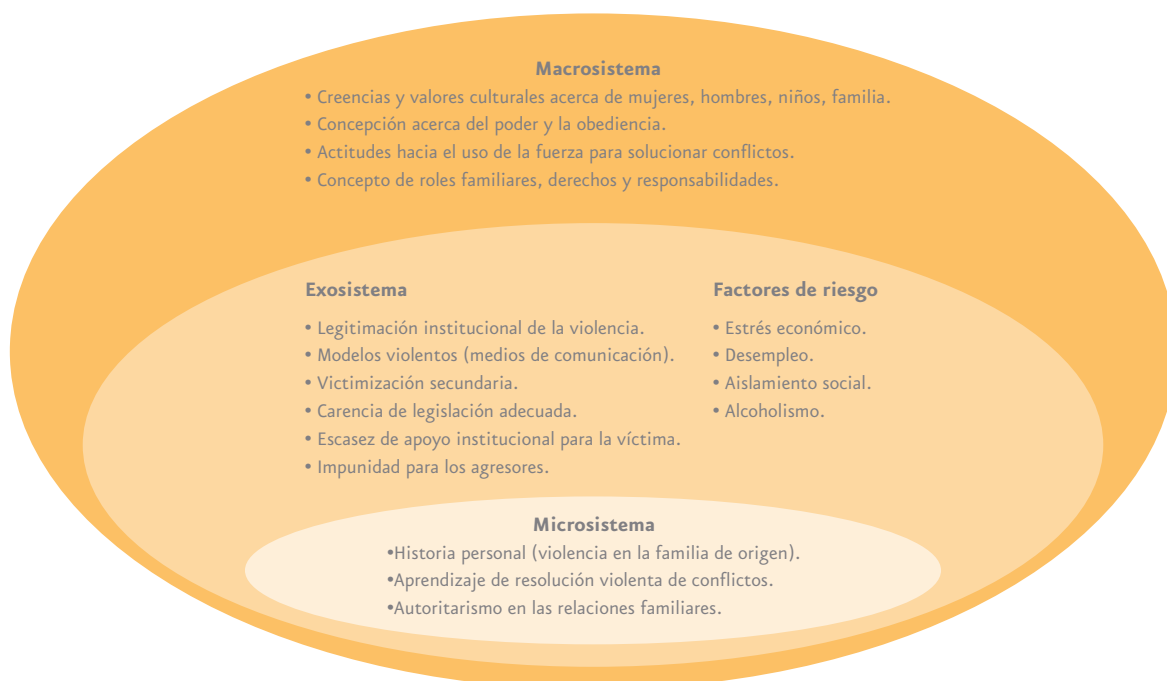 Macrosistema
• Creencias y valores culturales acerca de mujeres, hombres, niños, familia.
• Concepción acerca del poder y la obediencia.
• Actitudes hacia el uso de la fuerza para solucionar conflictos.
• Concepto de roles familiares, derechos y responsabilidades.
Exosistema
• Legitimación institucional de la violencia.
• Modelos violentos (medios de comunicación).
• Victimización secundaria.
• Carencia de legislación adecuada.
• Escasez de apoyo institucional para la víctima.
• Impunidad para los agresores.
Factores de riesgo
• Estrés económico.
• Desempleo.
• Aislamiento social.
• Alcoholismo.
Microsistema
•Historia personal (violencia en la familia de origen).
•Aprendizaje de resolución violenta de conflictos.
•Autoritarismo en las relaciones familiares.